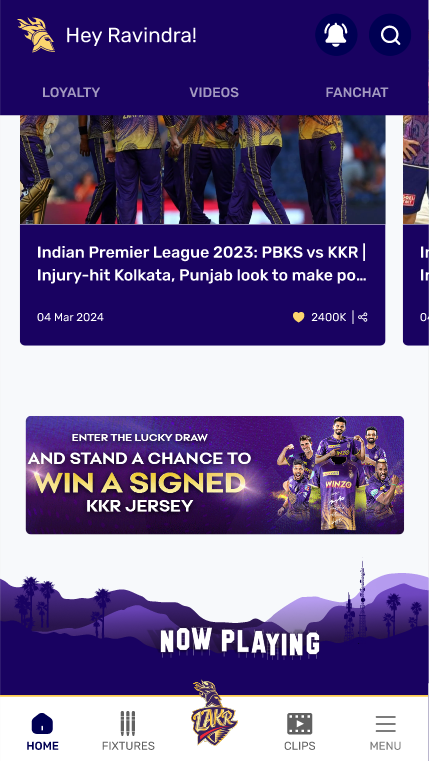 Hey Ravindra!
LOYALTY VIDEOS FANCHAT
Indian Premier League 2023: PBKS vs KKR |
Injury-hit Kolkata, Punjab look to make po...
04 Mar 2024 2400K |
ENTER THE LUCKY DRAW
AND STAND A CHANCE TO
WIN A SIGNED
KKR JERSEY
WINZO
NOW PLAYING
LAKR
HOME FIXTURES CLIPS MENU